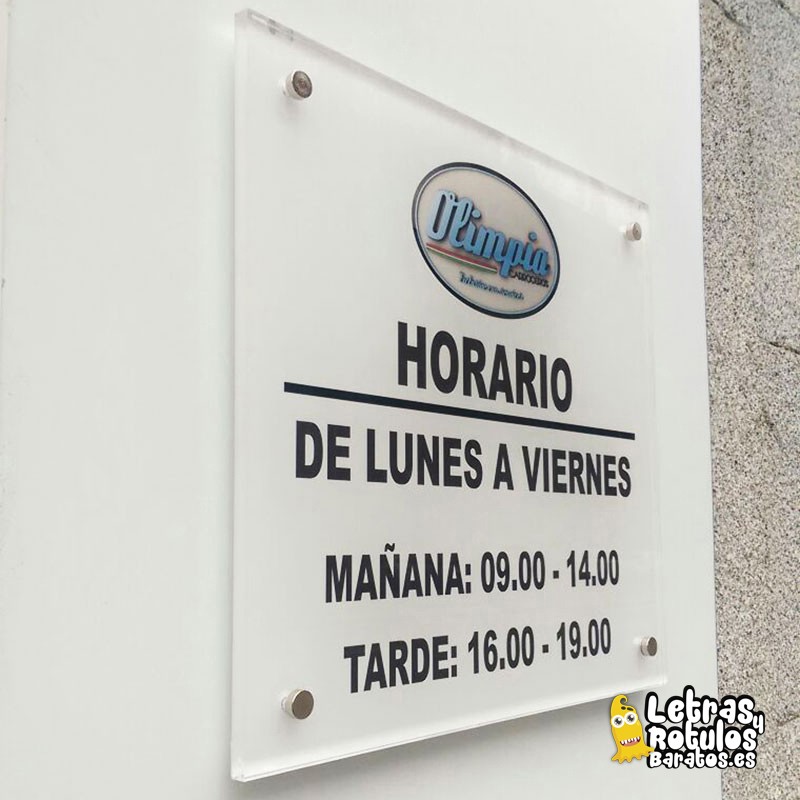 Olimpia
HORARIO
DE LUNES A VIERNES
MAÑANA: 09.00 - 14.00
TARDE: 16.00 - 19.00
Letras y
Rotulos
Baratos.es